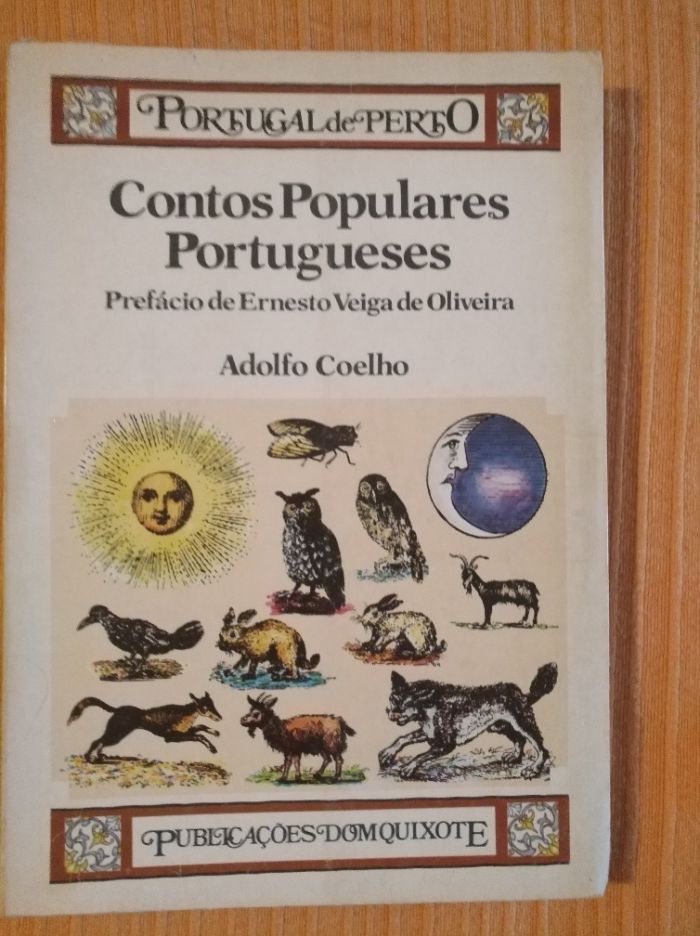 PORTUGAL de PERTO
Contos Populares
Portugueses
Prefácio de Ernesto Veiga de Oliveira
Adolfo Coelho
PUBLICAÇÕES DOM QUIXOTE